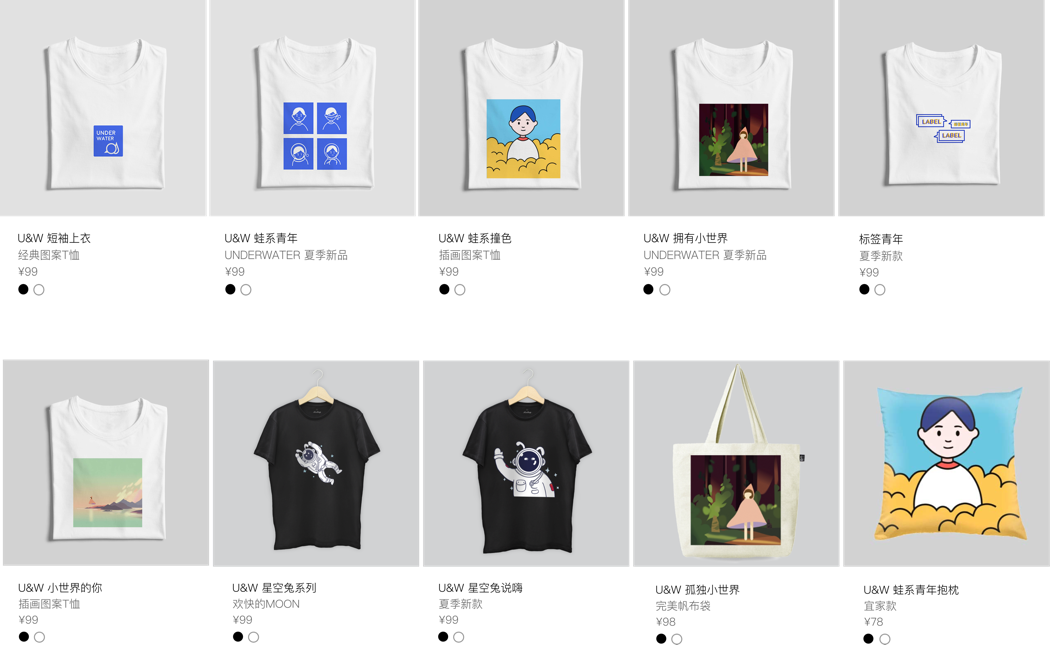 UNDER
WATER
LABEL
LABEL
U&W 短袖上衣
经典图案T恤
¥99
U&W 蛙系青年
UNDERWATER 夏季新品
¥99
U&W 蛙系撞色
插画图案T恤
¥99
U&W 拥有小世界
UNDERWATER 夏季新品
¥99
标签青年
夏季新款
¥99
U&W 小世界的你
插画图案T恤
¥99
U&W 星空兔系列
欢快的MOON
¥99
U&W 星空兔说嗨
夏季新款
¥99
U&W 孤独小世界
完美帆布袋
¥98
U&W 蛙系青年抱枕
宜家款
¥78